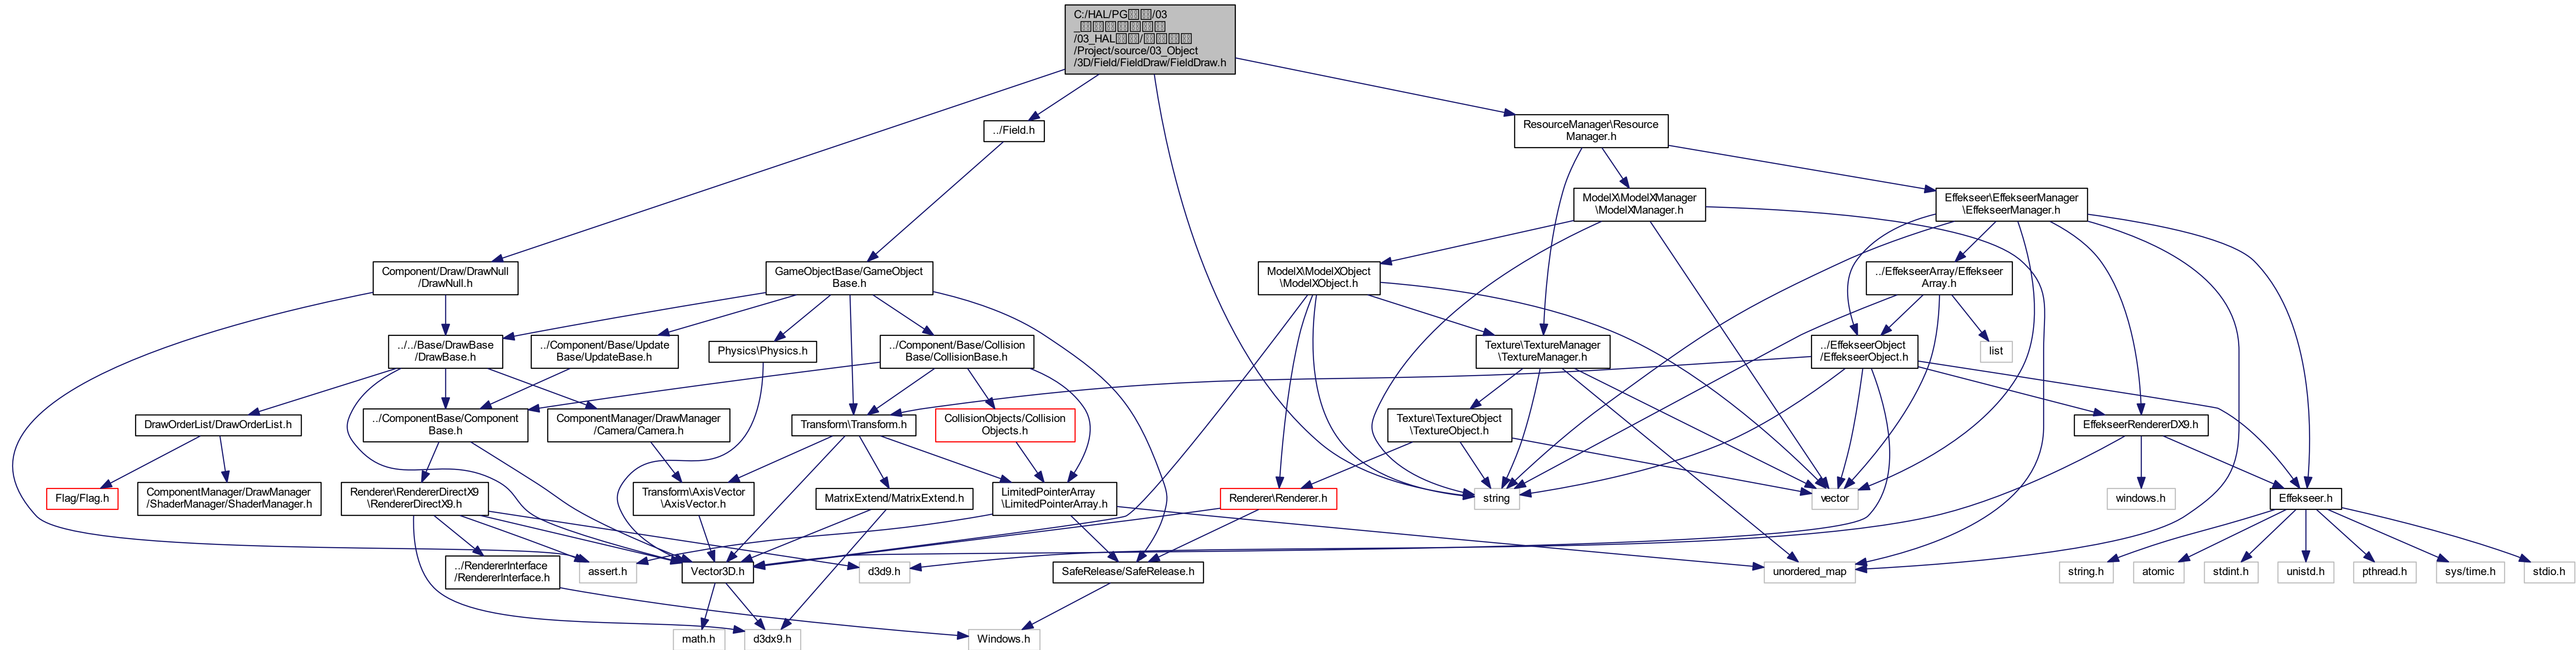 C:/HAL/PG/03
_
/03_HAL/
/Project/source/03_Object
/3D/Field/FieldDraw/FieldDraw.h
../Field.h
ResourceManager\Resource
Manager.h
ModelX\ModelXManager
\ModelXManager.h
Effekseer\EffekseerManager
\EffekseerManager.h
Component/Draw/DrawNull
/DrawNull.h
GameObjectBase/GameObject
Base.h
ModelX\ModelXObject
\ModelXObject.h
../EffekseerArray/Effekseer
Array.h
../../Base/DrawBase
/DrawBase.h
../Component/Base/Update
Base/UpdateBase.h
Physics\Physics.h
../Component/Base/Collision
Base/CollisionBase.h
Texture\TextureManager
\TextureManager.h
../EffekseerObject
/EffekseerObject.h
list
DrawOrderList/DrawOrderList.h
../ComponentBase/Component
Base.h
ComponentManager/DrawManager
/Camera/Camera.h
Transform\Transform.h
CollisionObjects/Collision
Objects.h
Texture\TextureObject
\TextureObject.h
EffekseerRendererDX9.h
Flag/Flag.h
ComponentManager/DrawManager
/ShaderManager/ShaderManager.h
Renderer\RendererDirectX9
\RendererDirectX9.h
Transform\AxisVector
\AxisVector.h
MatrixExtend/MatrixExtend.h
LimitedPointerArray
\LimitedPointerArray.h
Renderer\Renderer.h
string
vector
windows.h
Effekseer.h
../RendererInterface
/RendererInterface.h
assert.h
Vector3D.h
d3d9.h
SafeRelease/SafeRelease.h
unordered_map
string.h
atomic
stdint.h
unistd.h
pthread.h
sys/time.h
stdio.h
math.h
d3dx9.h
Windows.h